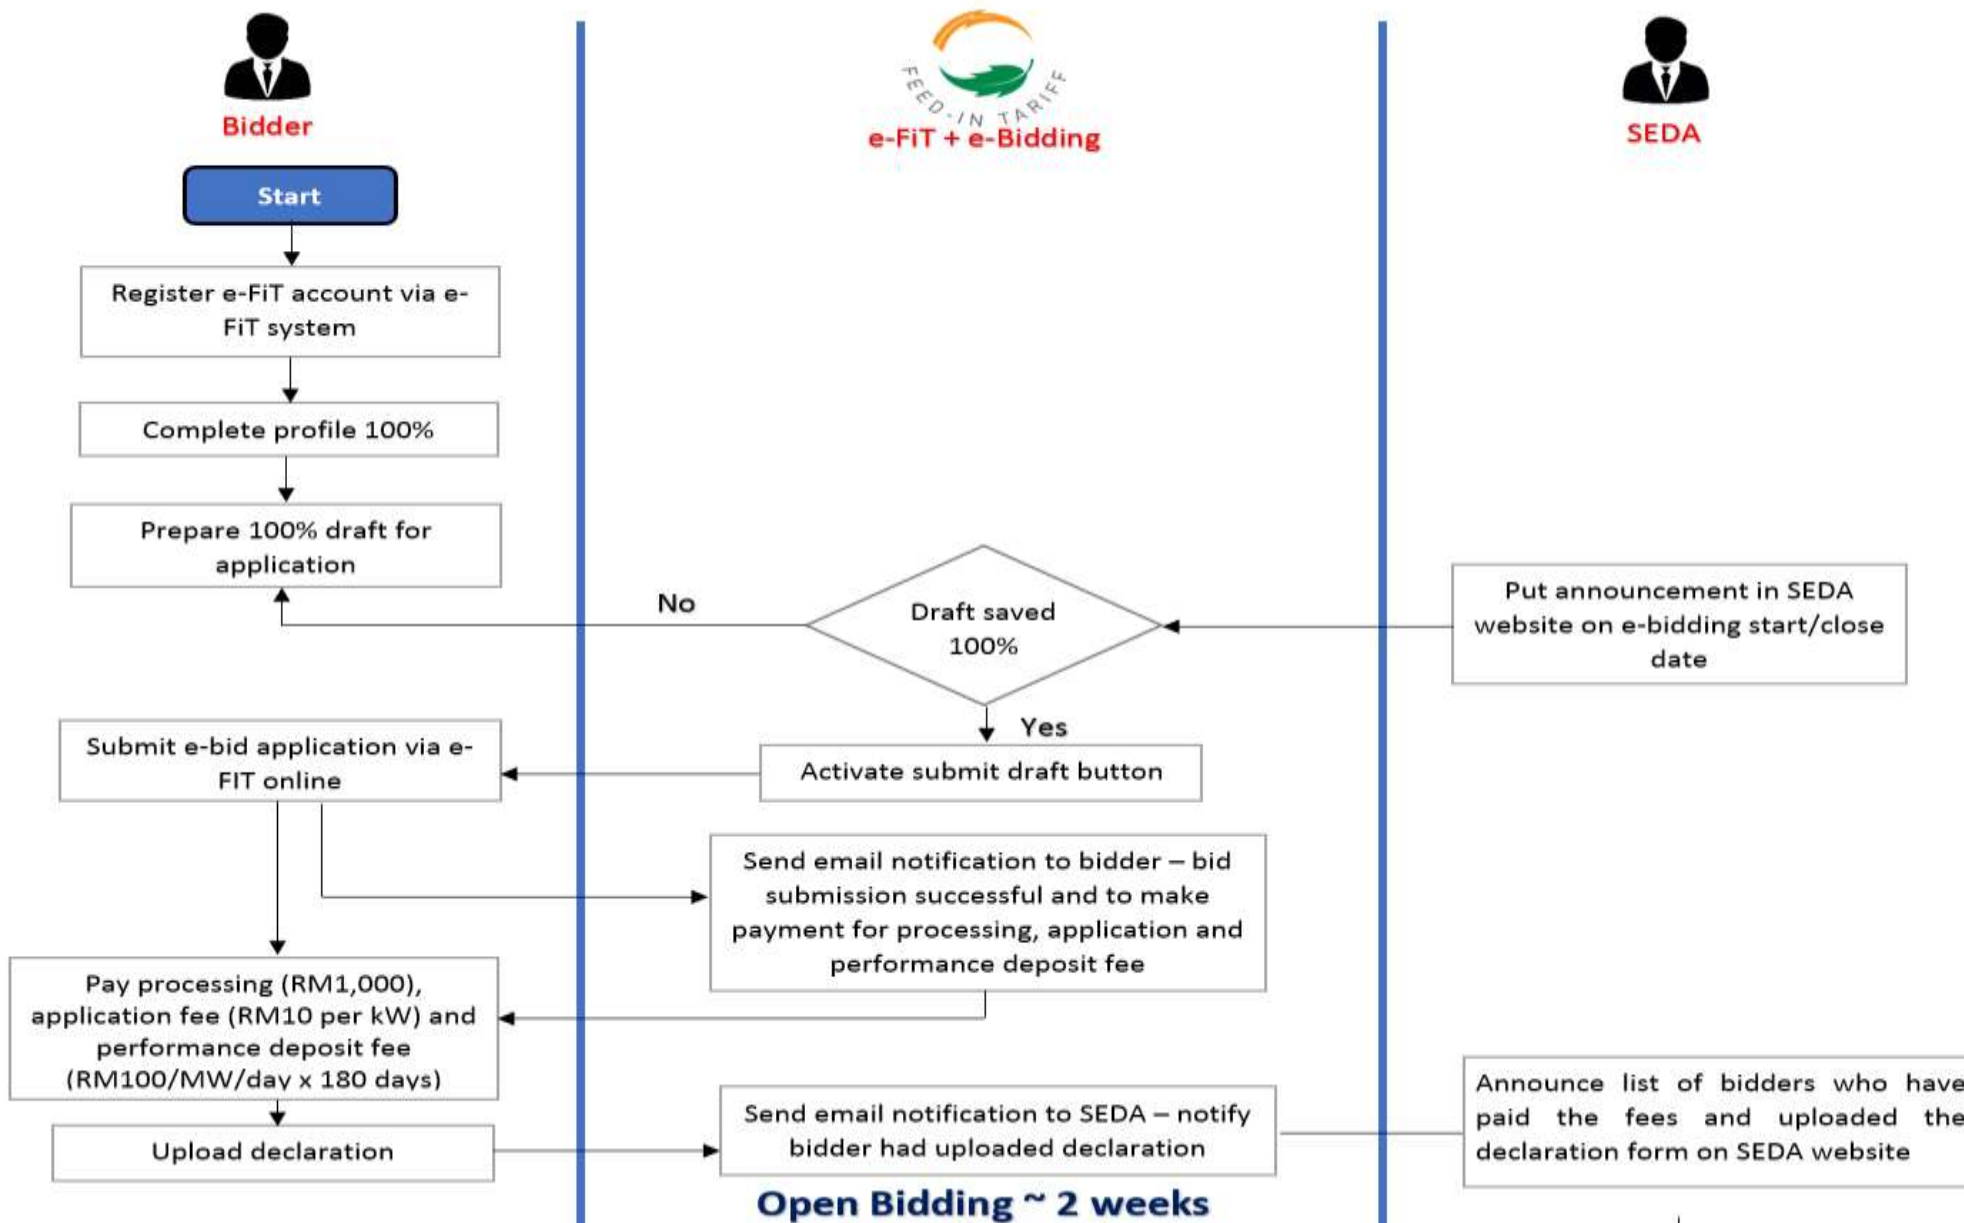 FEED-IN TARIFF
Bidder
e-FiT + e-Bidding
SEDA
Start
Register e-FiT account via e-
FiT system
Complete profile 100%
Prepare 100% draft for
application
No
Draft saved
100%
Put announcement in SEDA
website on e-bidding start/close
date
Yes
Submit e-bid application via e-
FIT online
Activate submit draft button
Send email notification to bidder – bid
submission successful and to make
payment for processing, application and
performance deposit fee
Pay processing (RM1,000),
application fee (RM10 per kW) and
performance deposit fee
(RM100/MW/day x 180 days)
Upload declaration
Send email notification to SEDA – notify
bidder had uploaded declaration
Announce list of bidders who have
paid the fees and uploaded the
declaration form on SEDA website
Open Bidding ~ 2 weeks